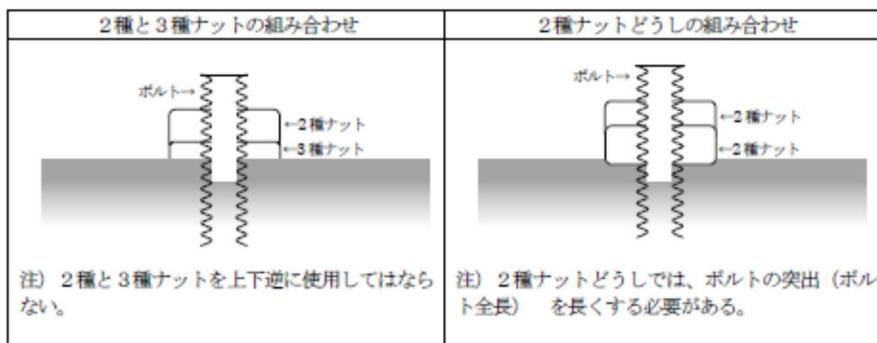 2種と3種ナットの組み合わせ
ボルト→
←2種ナット
←3種ナット
注）２種と３種ナットを上下逆に使用してはなら
ない。
２種ナットどうしの組み合わせ
ボルト→
←2種ナット
←2種ナット
注）２種ナットどうしでは、ボルトの突出（ボル
ト全長）　を長くする必要がある。